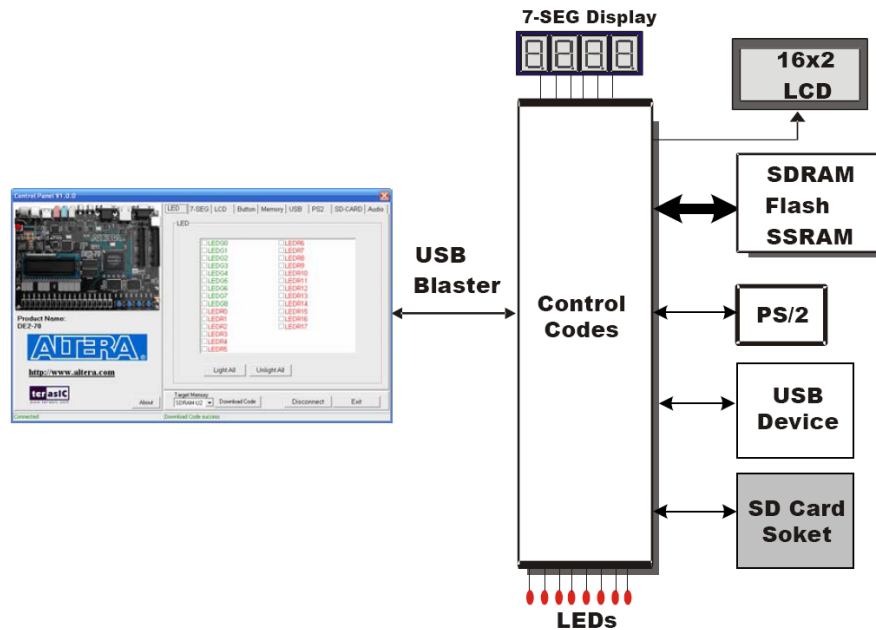 7-SEG Display
16x2
LCD
SDRAM
Flash
SSRAM
PS/2
USB
Device
SD Card
Soket
Control
Codes
LEDs
USB
Blaster
Control Panel V1.0.0
LED 7-SEG LCD Button Memory USB PS2 SD-CARD Audio
LED
LEDG0 LEDR6
LEDG1 LEDR7
LEDG2 LEDR8
LEDG3 LEDR9
LEDG4 LEDR10
LEDG5 LEDR11
LEDG6 LEDR12
LEDG7 LEDR13
LEDG8 LEDR14
LEDR0 LEDR15
LEDR1 LEDR16
LEDR2 LEDR17
LEDR3
LEDR4
LEDR5
Light All Unlight All
Product Name:
DE2-70
ALTERA
http://www.altera.com
terasIC
www.terasic.com
About
Target Memory
SDRAM-U2 Download Code Disconnect Exit
Connected Download Code success